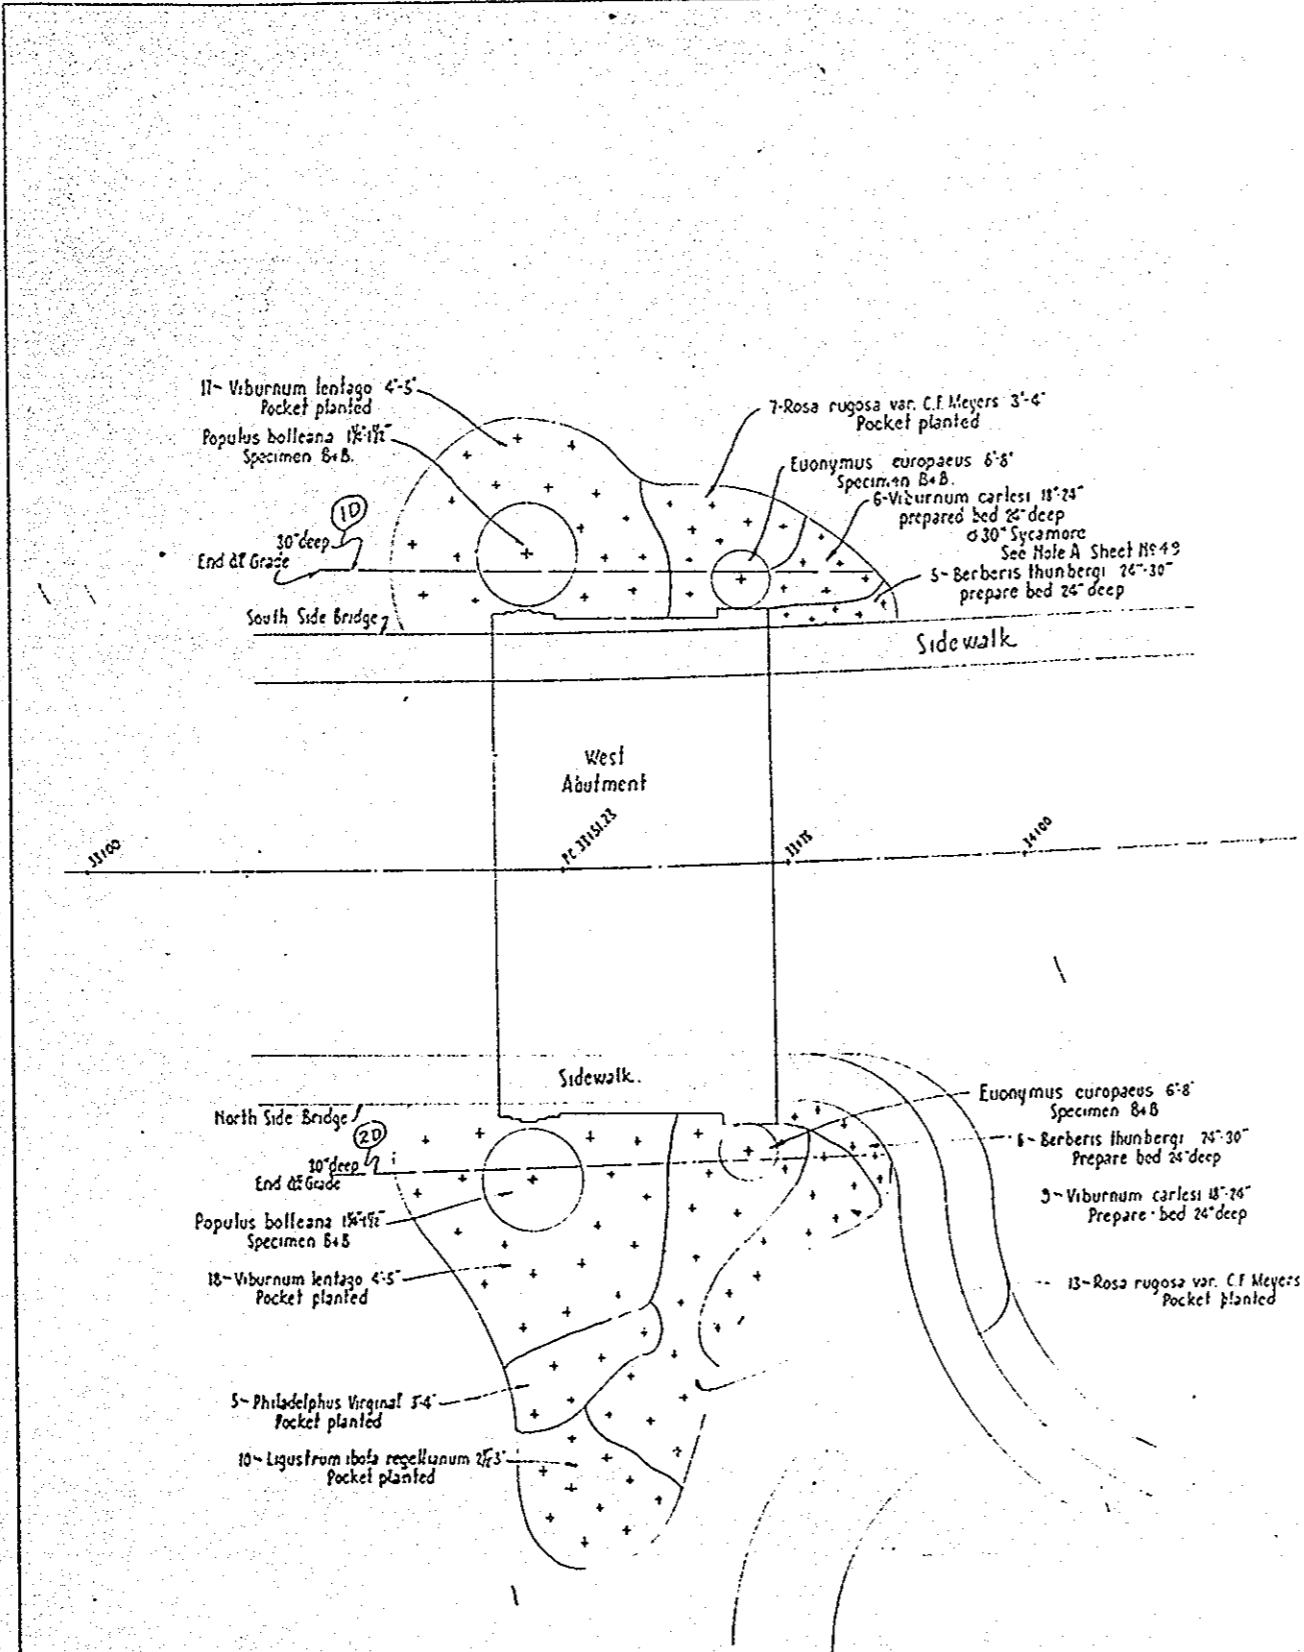 17- Viburnum lentago 4'-5'
Pocket planted
Populus bolleana 1¼"-1½"
Specimen B+B.
1D
30" deep
End of Grade
South Side Bridge
7-Rosa rugosa var. C.F. Meyers 3'-4'
Pocket planted
Euonymus europaeus 6'-8'
Specimen B+B.
6-Viburnum carlesi 18"-24"
prepared bed 24" deep
30" Sycamore
See Note A Sheet No 49
5- Berberis thunbergi 24"-30"
prepare bed 24" deep
Sidewalk
West
Abutment
33+00
P.C. 33+51.23
33+75
34+00
Sidewalk.
North Side Bridge
2D
30" deep
End of Grade
Populus bolleana 1¼"-1½"
Specimen B+B
18- Viburnum lentago 4'-5'
Pocket planted
5- Philadelphus Virginal 3'-4'
Pocket planted
10- Ligustrum ibota regelianum 2½'-3'
Pocket planted
Euonymus europaeus 6'-8'
Specimen B+B
6- Berberis thunbergi 24"-30"
Prepare bed 24" deep
9- Viburnum carlesi 18"-24"
Prepare bed 24" deep
13- Rosa rugosa var. C.F. Meyers
Pocket planted